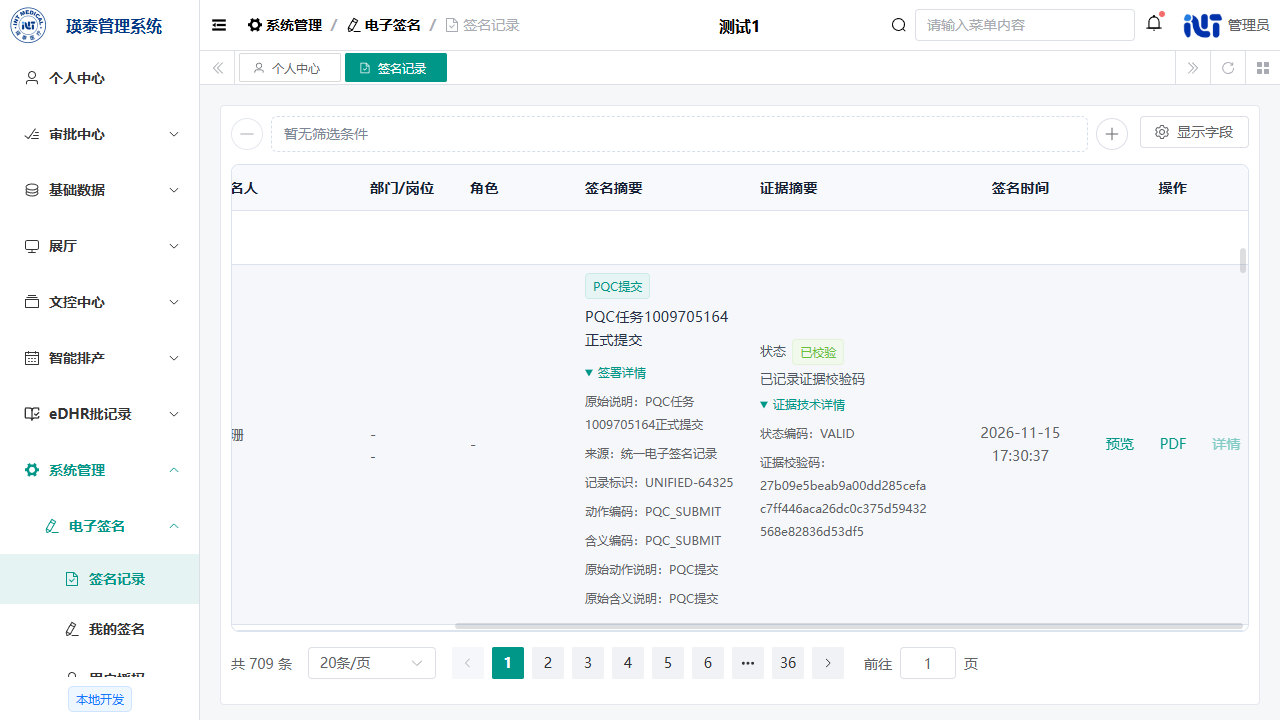 瑛泰管理系统
系统管理 / 电子签名 / 签名记录
测试1
请输入菜单内容
管理员
个人中心
签名记录
个人中心
审批中心
基础数据
展厅
文控中心
智能排产
eDHR批记录
系统管理
电子签名
签名记录
我的签名
本地开发
暂无筛选条件
显示字段
名人 部门/岗位 角色 签名摘要 证据摘要 签名时间 操作
珊
-
-
-
PQC提交
PQC任务1009705164
正式提交
签署详情
原始说明：PQC任务
1009705164正式提交
来源：统一电子签名记录
记录标识：UNIFIED-64325
动作编码：PQC_SUBMIT
含义编码：PQC_SUBMIT
原始动作说明：PQC提交
原始含义说明：PQC提交
状态 已校验
已记录证据校验码
证据技术详情
状态编码：VALID
证据校验码：
27b09e5beab9a00dd285cefa
c7ff446aca26dc0c375d59432
568e82836d53df5
2026-11-15
17:30:37
预览 PDF 详情
共 709 条 20条/页 1 2 3 4 5 6 ••• 36 前往 1 页